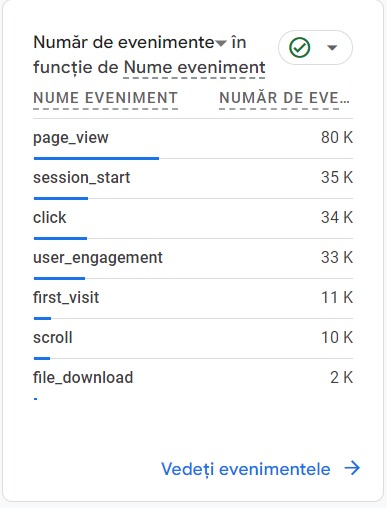 Număr de evenimente în
funcție de Nume eveniment
NUME EVENIMENT NUMĂR DE EVE…
page_view 80 K
session_start 35 K
click 34 K
user_engagement 33 K
first_visit 11 K
scroll 10 K
file_download 2 K
Vedeți evenimentele